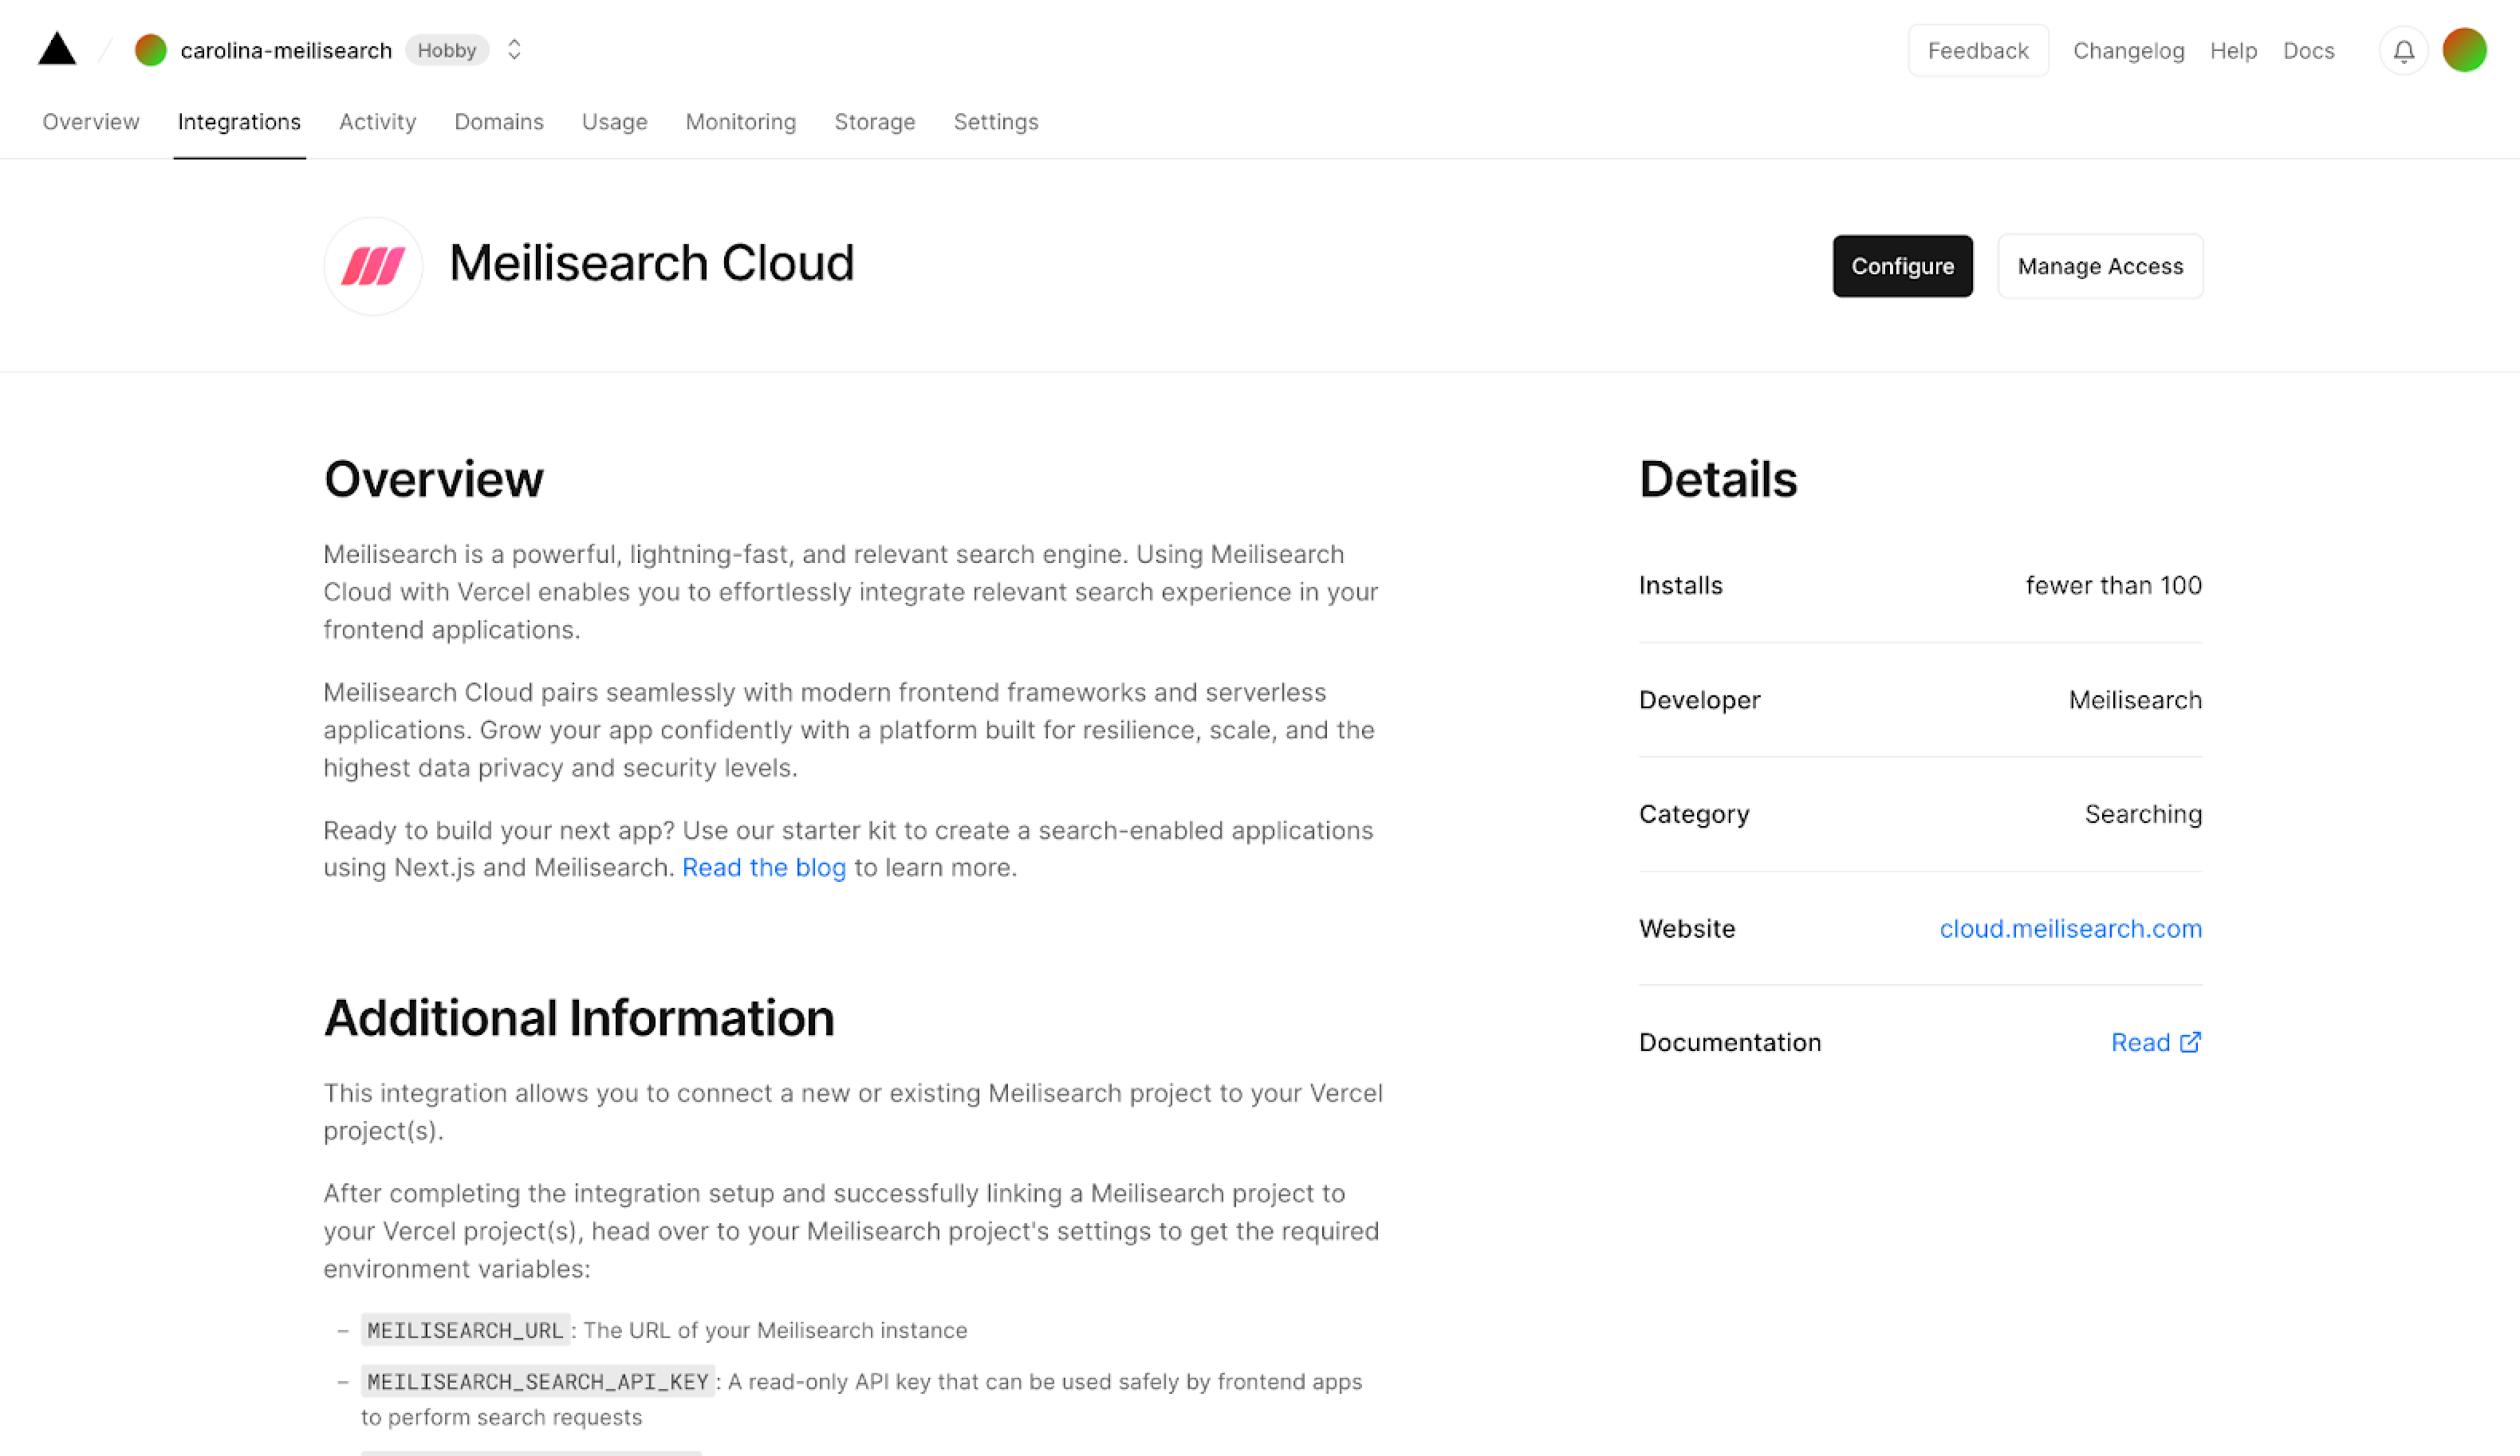 carolina-meilisearch Hobby
Feedback Changelog Help Docs
Overview Integrations Activity Domains Usage Monitoring Storage Settings
Meilisearch Cloud
Configure Manage Access
Overview
Meilisearch is a powerful, lightning-fast, and relevant search engine. Using Meilisearch
Cloud with Vercel enables you to effortlessly integrate relevant search experience in your
frontend applications.
Meilisearch Cloud pairs seamlessly with modern frontend frameworks and serverless
applications. Grow your app confidently with a platform built for resilience, scale, and the
highest data privacy and security levels.
Ready to build your next app? Use our starter kit to create a search-enabled applications
using Next.js and Meilisearch. Read the blog to learn more.
Additional Information
This integration allows you to connect a new or existing Meilisearch project to your Vercel
project(s).
After completing the integration setup and successfully linking a Meilisearch project to
your Vercel project(s), head over to your Meilisearch project's settings to get the required
environment variables:
– MEILISEARCH_URL: The URL of your Meilisearch instance
– MEILISEARCH_SEARCH_API_KEY: A read-only API key that can be used safely by frontend apps
to perform search requests
Details
Installs fewer than 100
Developer Meilisearch
Category Searching
Website cloud.meilisearch.com
Documentation Read